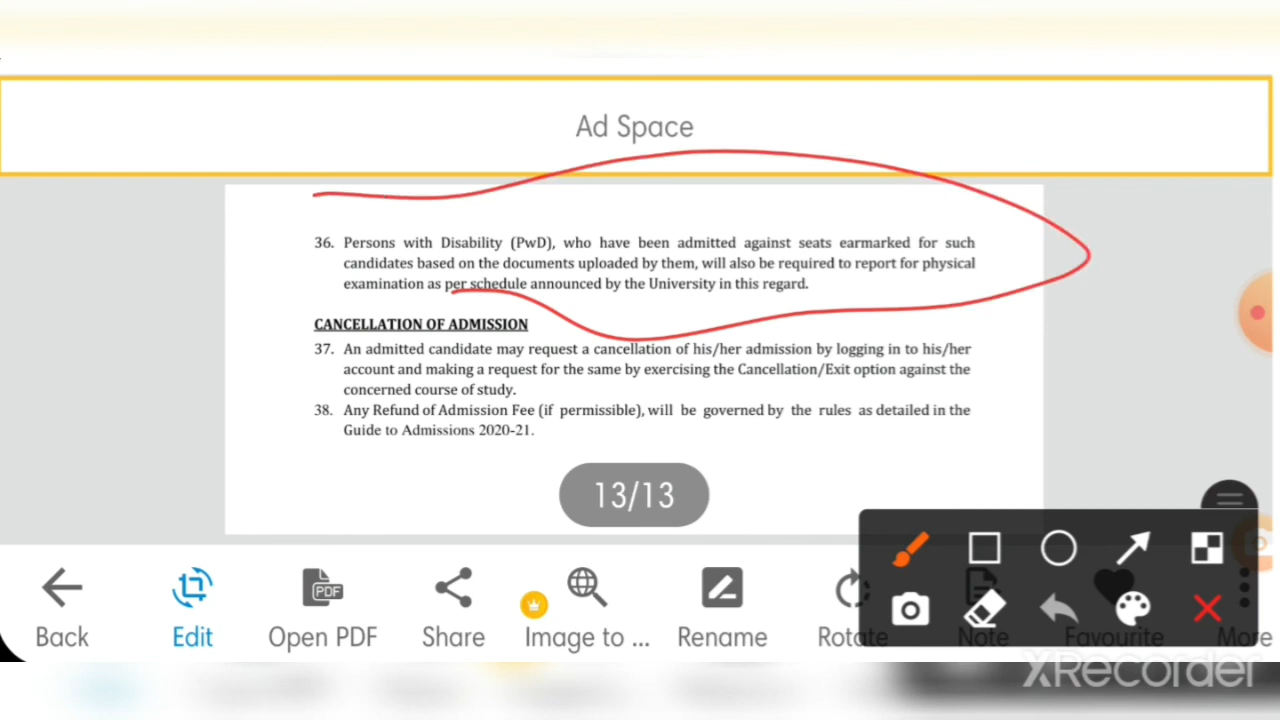 Ad Space
36. Persons with Disability (PwD), who have been admitted against seats earmarked for such
candidates based on the documents uploaded by them, will also be required to report for physical
examination as per schedule announced by the University in this regard.
CANCELLATION OF ADMISSION
37. An admitted candidate may request a cancellation of his/her admission by logging in to his/her
account and making a request for the same by exercising the Cancellation/Exit option against the
concerned course of study.
38. Any Refund of Admission Fee (if permissible), will be governed by the rules as detailed in the
Guide to Admissions 2020-21.
13/13
PDF
Back Edit Open PDF Share Image to ... Rename Rotate Note Favourite More
XRecorder